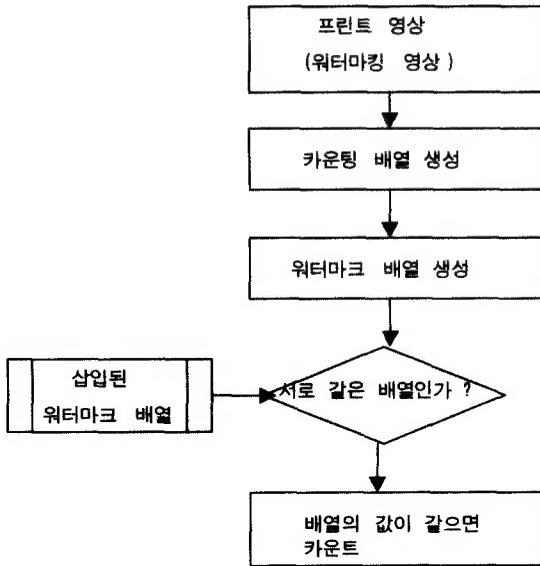 프린트 영상
(워터마킹 영상)
카운팅 배열 생성
워터마크 배열 생성
삽입된
워터마크 배열
서로 같은 배열인가 ?
배열의 값이 같으면
카운트